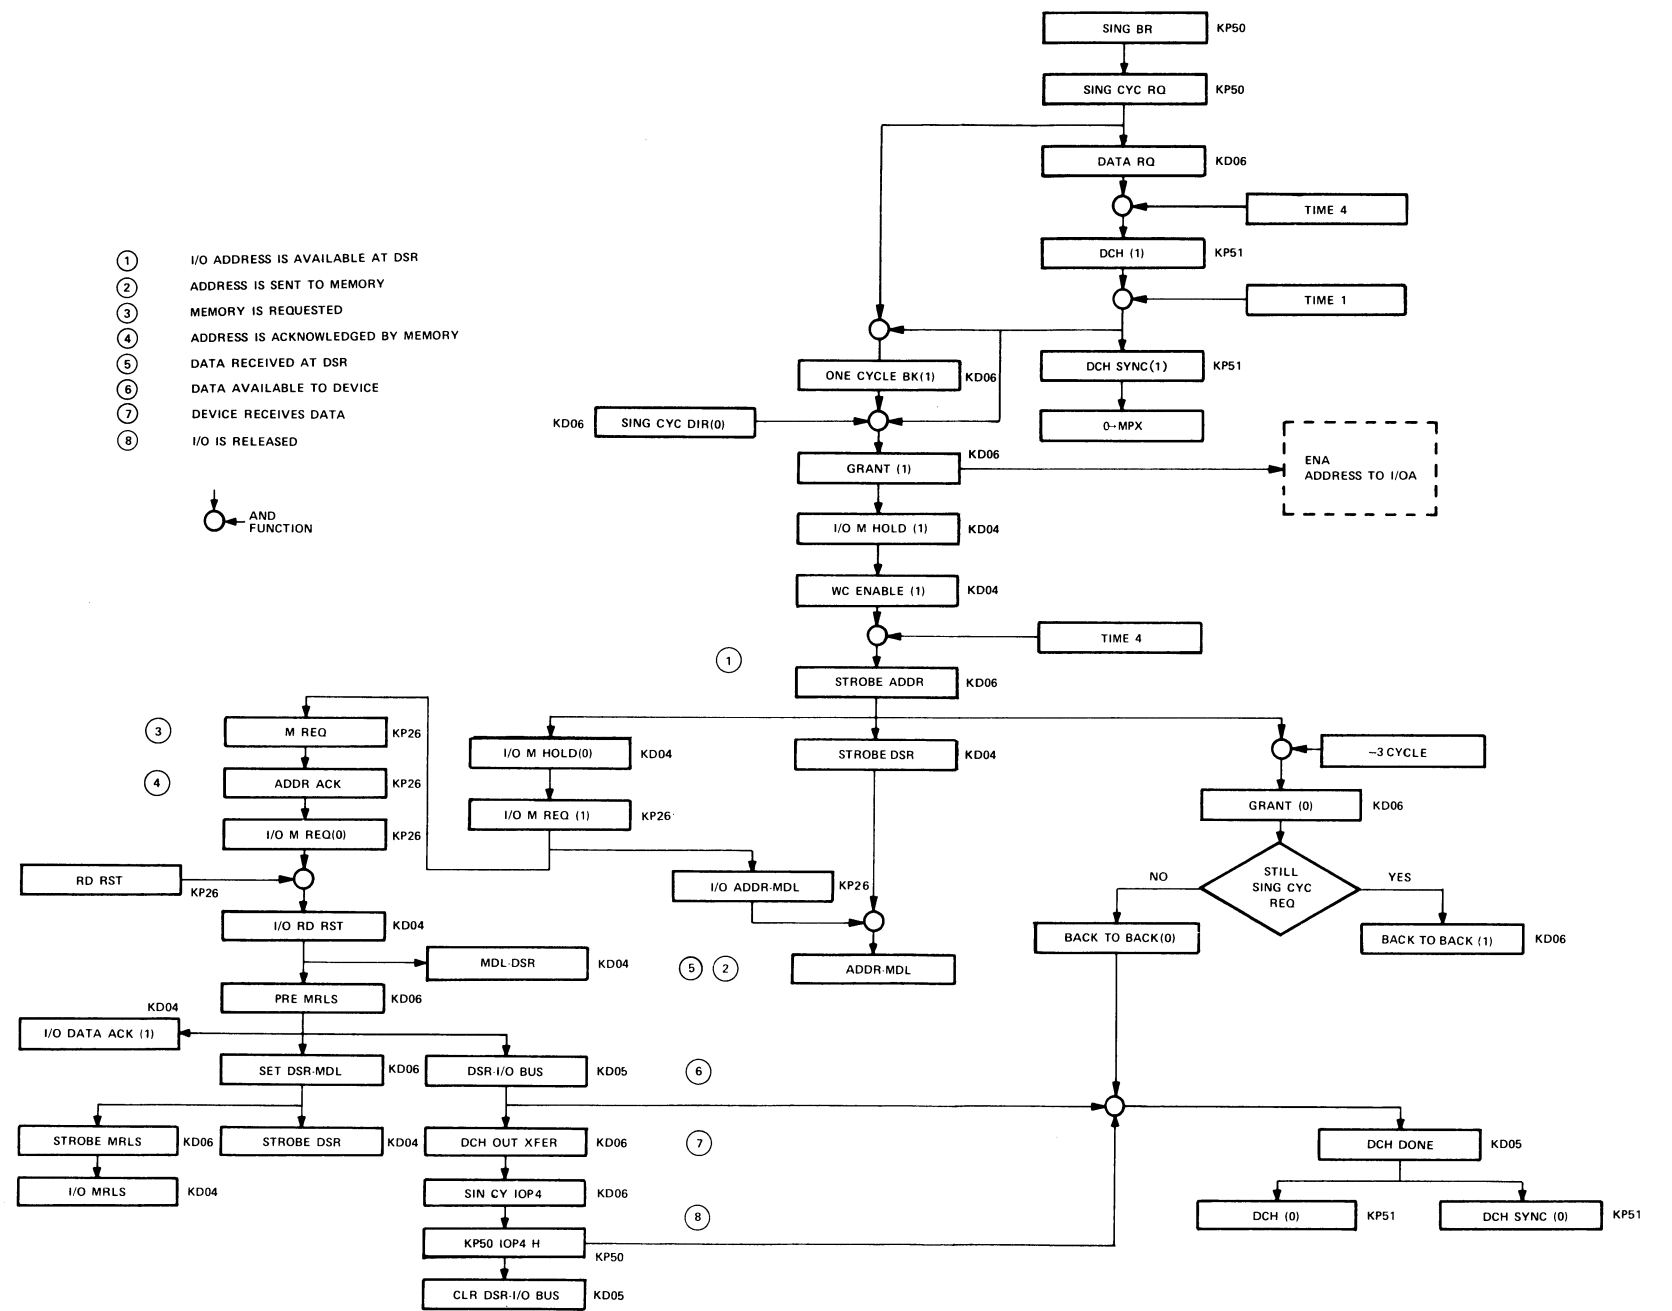 SING BR KP50
SING CYC RQ KP50
DATA RQ KD06
TIME 4
DCH (1) KP51
1 I/O ADDRESS IS AVAILABLE AT DSR
2 ADDRESS IS SENT TO MEMORY
3 MEMORY IS REQUESTED
4 ADDRESS IS ACKNOWLEDGED BY MEMORY
5 DATA RECEIVED AT DSR
6 DATA AVAILABLE TO DEVICE
7 DEVICE RECEIVES DATA
8 I/O IS RELEASED
AND
FUNCTION
TIME 1
DCH SYNC(1) KP51
ONE CYCLE BK(1) KD06
KD06 SING CYC DIR(0)
0→MPX
GRANT (1) KD06
ENA
ADDRESS TO I/OA
I/O M HOLD (1) KD04
WC ENABLE (1) KD04
TIME 4
1
STROBE ADDR KD06
3 M REQ KP26
I/O M HOLD(0) KD04
STROBE DSR KD04
–3 CYCLE
4 ADDR ACK KP26
I/O M REQ (1) KP26
GRANT (0) KD06
I/O M REQ(0) KP26
RD RST KP26
I/O ADDR-MDL KP26
NO
STILL
SING CYC
REQ
YES
I/O RD RST KD04
BACK TO BACK(0)
BACK TO BACK (1) KD06
MDL-DSR KD04
5 2 ADDR-MDL
PRE MRLS KD06
KD04
I/O DATA ACK (1)
SET DSR-MDL KD06
DSR-I/O BUS KD05
6
STROBE MRLS KD06
STROBE DSR KD04
DCH OUT XFER KD06
7
DCH DONE KD05
I/O MRLS KD04
SIN CY IOP4 KD06
8
DCH (0) KP51
DCH SYNC (0) KP51
KP50 IOP4 H KP50
CLR DSR-I/O BUS KD05